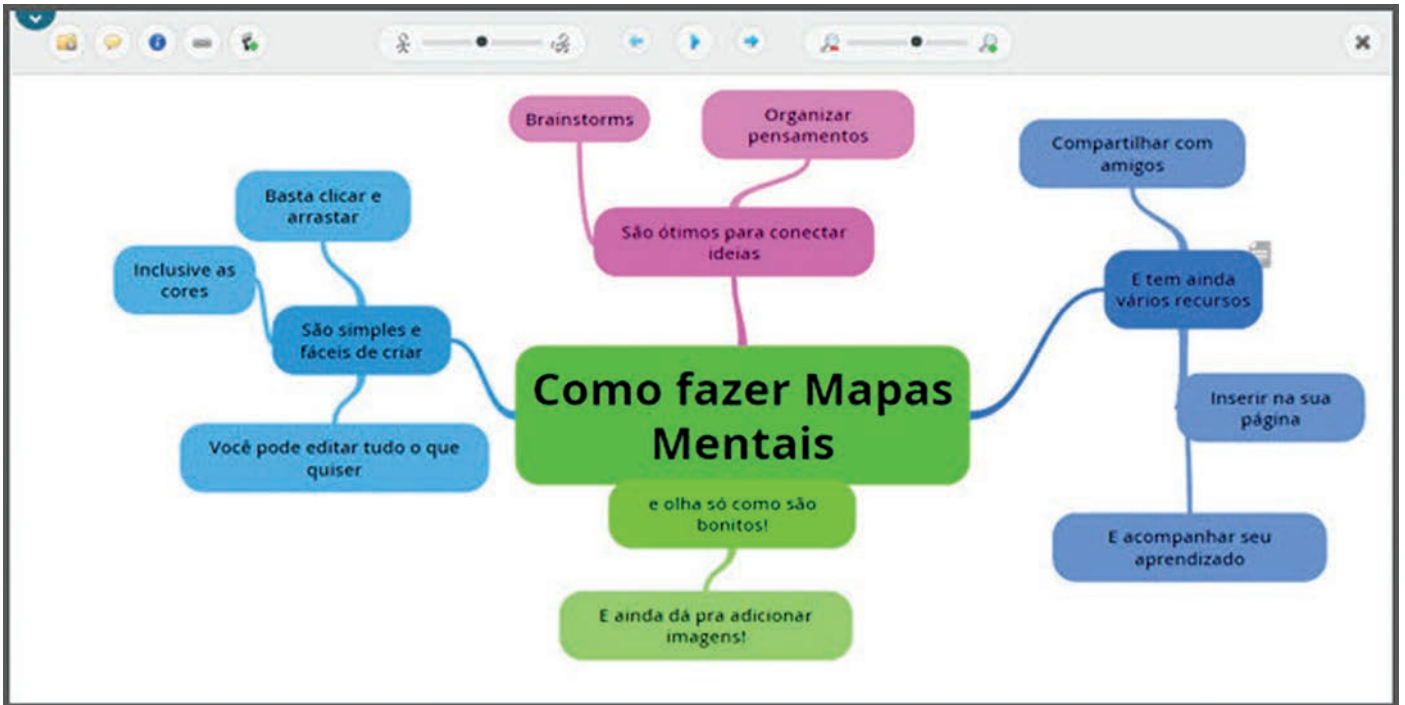 Brainstorms
Organizar
pensamentos
Compartilhar com
amigos
Basta clicar e
arrastar
São ótimos para conectar
ideias
Inclusive as
cores
E tem ainda
vários recursos
São simples e
fáceis de criar
Como fazer Mapas
Mentais
Inserir na sua
página
Você pode editar tudo o que
quiser
e olha só como são
bonitos!
E acompanhar seu
aprendizado
E ainda dá pra adicionar
imagens!